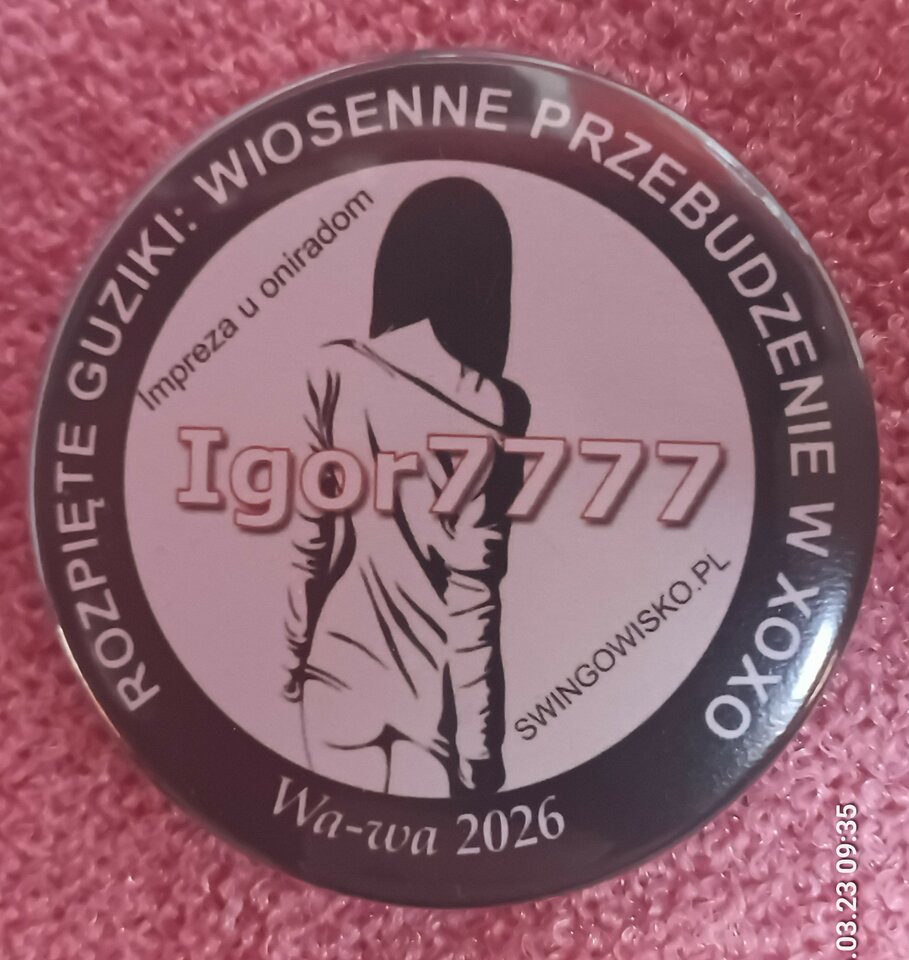 ROZPIĘTE GUZIKI: WIOSENNE PRZEBUDZENIE W XOXO
Impreza u oniradom
Igor7777
SWINGOWISKO.PL
Wa-wa 2026
.03.23 09:35